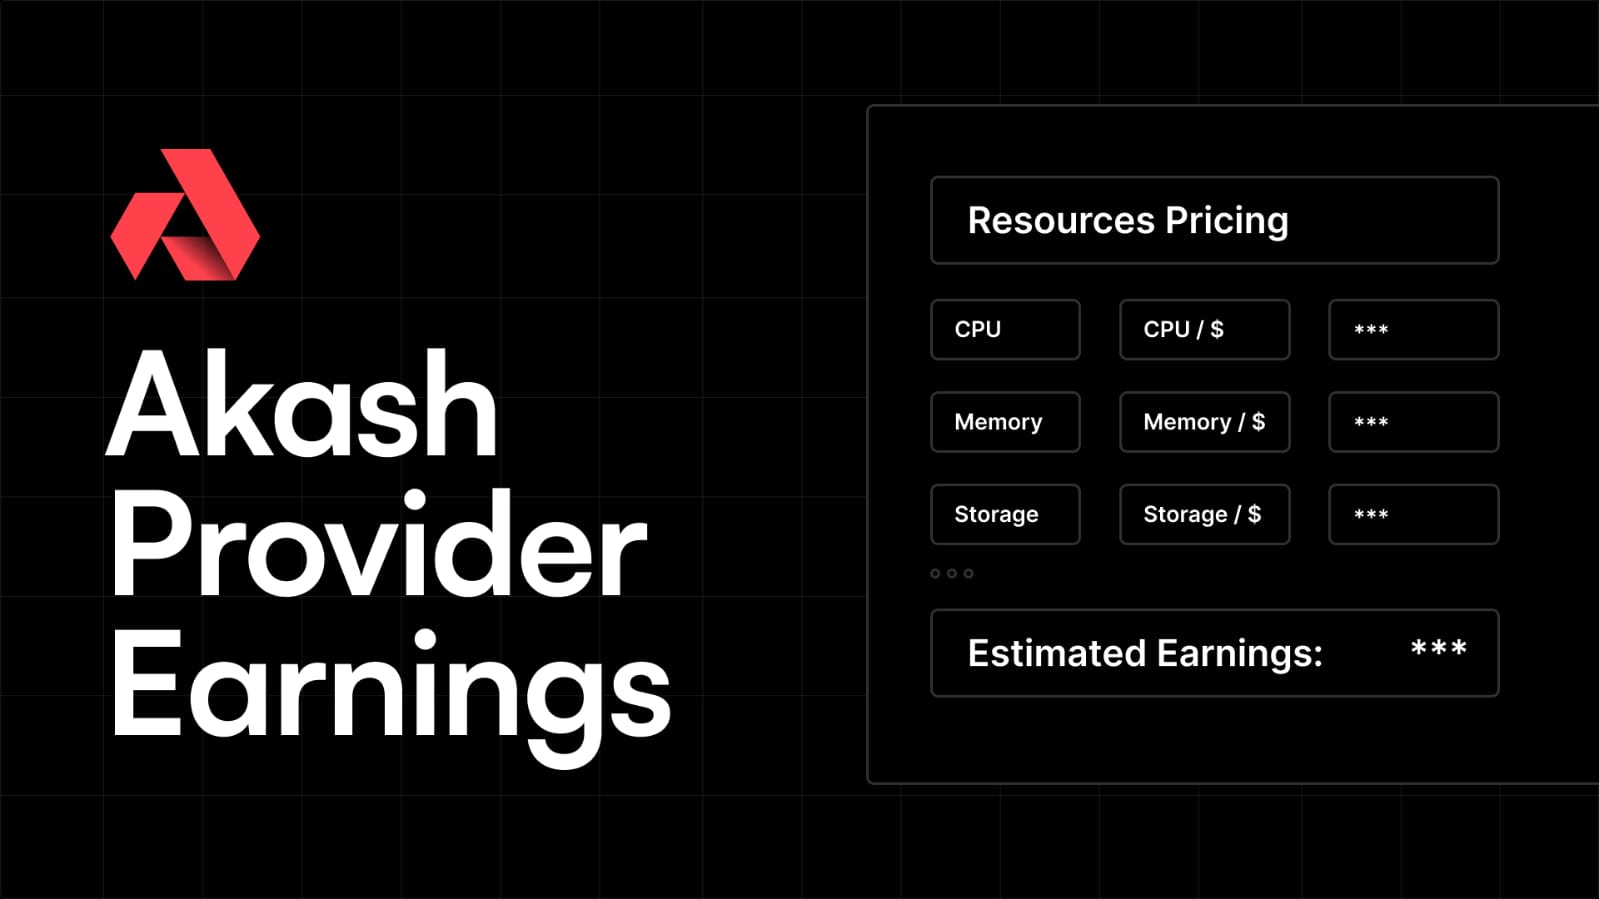 Akash
Provider
Earnings
Resources Pricing
CPU CPU / $ ***
Memory Memory / $ ***
Storage Storage / $ ***
Estimated Earnings: ***